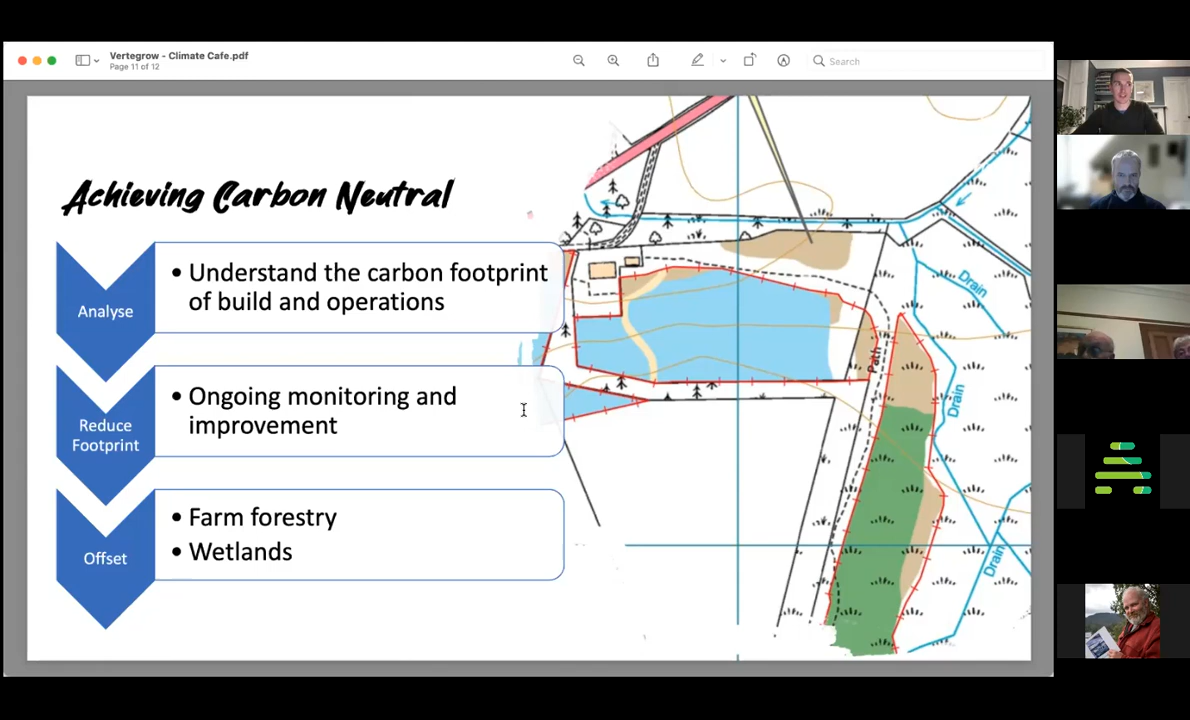 Vertegrow - Climate Cafe.pdf
Page 11 of 12
Search
Achieving Carbon Neutral
Analyse
• Understand the carbon footprint
of build and operations
Reduce
Footprint
• Ongoing monitoring and
improvement
Offset
• Farm forestry
• Wetlands
Drain
Path
Drain
Drain